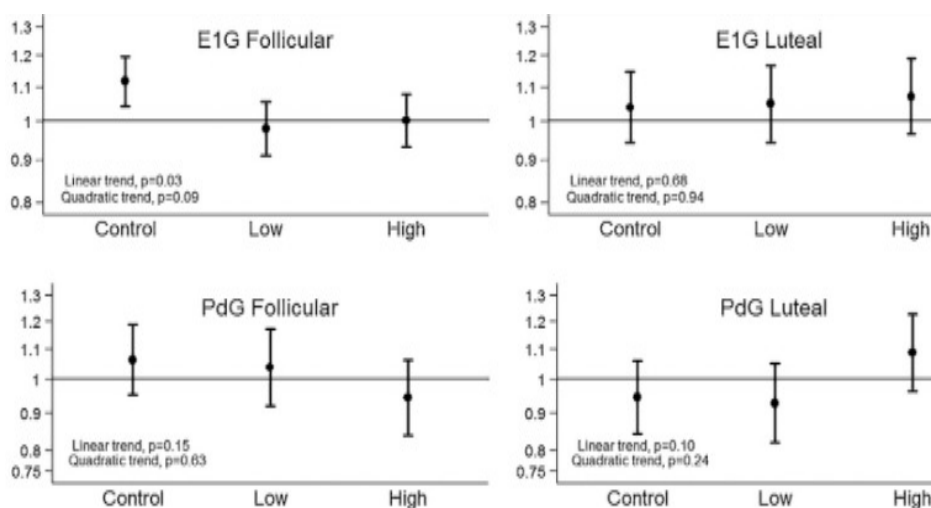 E1G Follicular
1.3
1.2
1.1
1
0.9
0.8
Linear trend, p=0.03
Quadratic trend, p=0.09
Control Low High
E1G Luteal
1.3
1.2
1.1
1
0.9
0.8
Linear trend, p=0.68
Quadratic trend, p=0.94
Control Low High
PdG Follicular
1.3
1.2
1.1
1
0.9
0.8
0.75
Linear trend, p=0.15
Quadratic trend, p=0.63
Control Low High
PdG Luteal
1.3
1.2
1.1
1
0.9
0.8
0.75
Linear trend, p=0.10
Quadratic trend, p=0.24
Control Low High